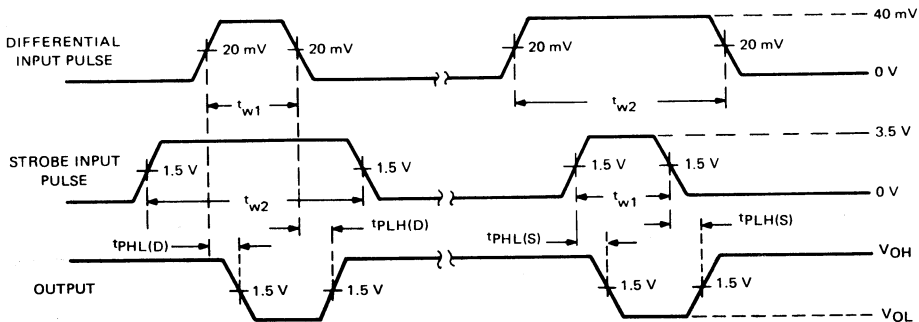 40 mV
DIFFERENTIAL
INPUT PULSE
20 mV
20 mV
20 mV
20 mV
0 V
tw1
tw2
3.5 V
STROBE INPUT
PULSE
1.5 V
1.5 V
1.5 V
1.5 V
0 V
tw2
tw1
tPHL(D)
tPLH(D)
tPHL(S)
tPLH(S)
VOH
OUTPUT
1.5 V
1.5 V
1.5 V
1.5 V
VOL